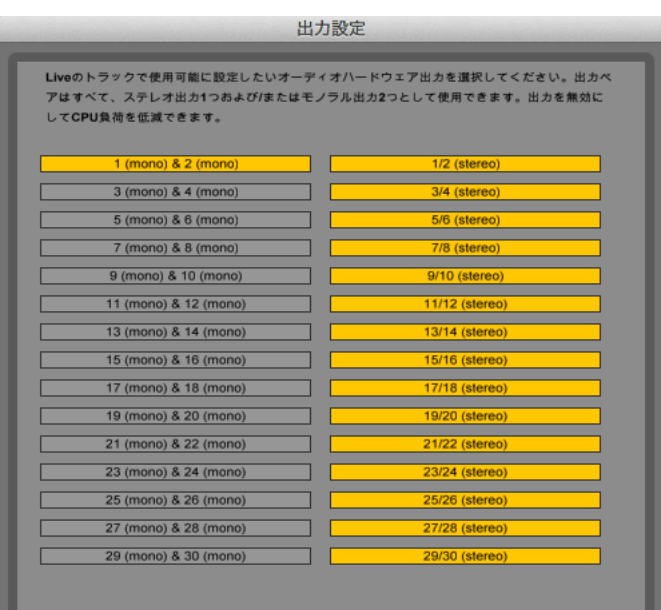 出力設定
Liveのトラックで使用可能に設定したいオーディオハードウェア出力を選択してください。出力ペ
アはすべて、ステレオ出力1つおよび/またはモノラル出力2つとして使用できます。出力を無効に
してCPU負荷を低減できます。
1 (mono) & 2 (mono) 1/2 (stereo)
3 (mono) & 4 (mono) 3/4 (stereo)
5 (mono) & 6 (mono) 5/6 (stereo)
7 (mono) & 8 (mono) 7/8 (stereo)
9 (mono) & 10 (mono) 9/10 (stereo)
11 (mono) & 12 (mono) 11/12 (stereo)
13 (mono) & 14 (mono) 13/14 (stereo)
15 (mono) & 16 (mono) 15/16 (stereo)
17 (mono) & 18 (mono) 17/18 (stereo)
19 (mono) & 20 (mono) 19/20 (stereo)
21 (mono) & 22 (mono) 21/22 (stereo)
23 (mono) & 24 (mono) 23/24 (stereo)
25 (mono) & 26 (mono) 25/26 (stereo)
27 (mono) & 28 (mono) 27/28 (stereo)
29 (mono) & 30 (mono) 29/30 (stereo)